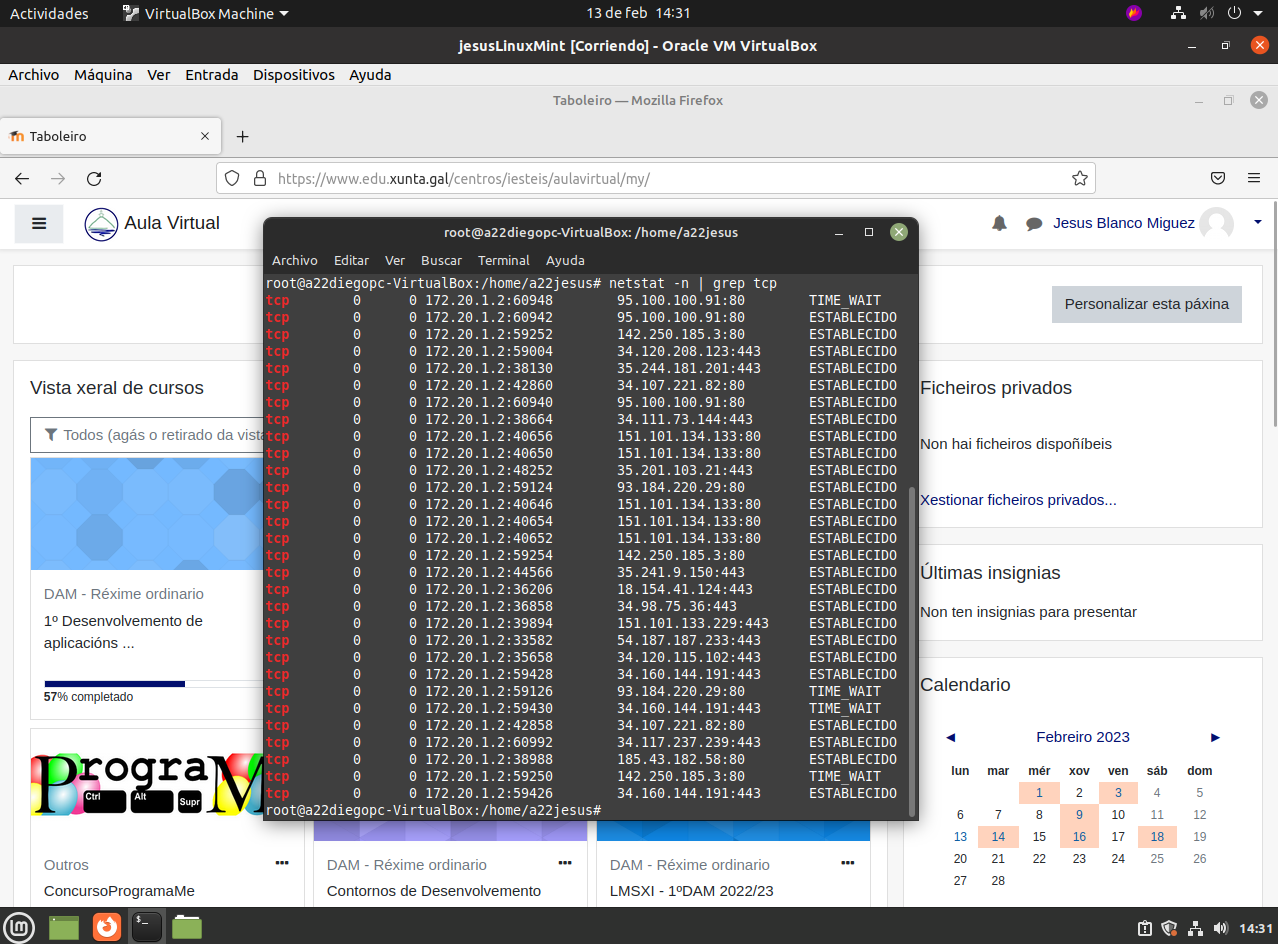 Actividades
VirtualBox Machine
13 de feb 14:31
jesusLinuxMint [Corriendo] - Oracle VM VirtualBox
Archivo Máquina Ver Entrada Dispositivos Ayuda
Taboleiro — Mozilla Firefox
Taboleiro
https://www.edu.xunta.gal/centros/iesteis/aulavirtual/my/
Aula Virtual
Jesus Blanco Miguez
root@a22diegopc-VirtualBox: /home/a22jesus
Archivo Editar Ver Buscar Terminal Ayuda
root@a22diegopc-VirtualBox:/home/a22jesus# netstat -n | grep tcp
tcp 0 0 172.20.1.2:60948 95.100.100.91:80 TIME_WAIT
tcp 0 0 172.20.1.2:60942 95.100.100.91:80 ESTABLECIDO
tcp 0 0 172.20.1.2:59252 142.250.185.3:80 ESTABLECIDO
tcp 0 0 172.20.1.2:59004 34.120.208.123:443 ESTABLECIDO
tcp 0 0 172.20.1.2:38130 35.244.181.201:443 ESTABLECIDO
tcp 0 0 172.20.1.2:42860 34.107.221.82:80 ESTABLECIDO
tcp 0 0 172.20.1.2:60940 95.100.100.91:80 ESTABLECIDO
tcp 0 0 172.20.1.2:38664 34.111.73.144:443 ESTABLECIDO
tcp 0 0 172.20.1.2:40656 151.101.134.133:80 ESTABLECIDO
tcp 0 0 172.20.1.2:40650 151.101.134.133:80 ESTABLECIDO
tcp 0 0 172.20.1.2:48252 35.201.103.21:443 ESTABLECIDO
tcp 0 0 172.20.1.2:59124 93.184.220.29:80 ESTABLECIDO
tcp 0 0 172.20.1.2:40646 151.101.134.133:80 ESTABLECIDO
tcp 0 0 172.20.1.2:40654 151.101.134.133:80 ESTABLECIDO
tcp 0 0 172.20.1.2:40652 151.101.134.133:80 ESTABLECIDO
tcp 0 0 172.20.1.2:59254 142.250.185.3:80 ESTABLECIDO
tcp 0 0 172.20.1.2:44566 35.241.9.150:443 ESTABLECIDO
tcp 0 0 172.20.1.2:36206 18.154.41.124:443 ESTABLECIDO
tcp 0 0 172.20.1.2:36858 34.98.75.36:443 ESTABLECIDO
tcp 0 0 172.20.1.2:39894 151.101.133.229:443 ESTABLECIDO
tcp 0 0 172.20.1.2:33582 54.187.187.233:443 ESTABLECIDO
tcp 0 0 172.20.1.2:35658 34.120.115.102:443 ESTABLECIDO
tcp 0 0 172.20.1.2:59428 34.160.144.191:443 ESTABLECIDO
tcp 0 0 172.20.1.2:59126 93.184.220.29:80 TIME_WAIT
tcp 0 0 172.20.1.2:59430 34.160.144.191:443 TIME_WAIT
tcp 0 0 172.20.1.2:42858 34.107.221.82:80 ESTABLECIDO
tcp 0 0 172.20.1.2:60992 34.117.237.239:443 ESTABLECIDO
tcp 0 0 172.20.1.2:38988 185.43.182.58:80 ESTABLECIDO
tcp 0 0 172.20.1.2:59250 142.250.185.3:80 TIME_WAIT
tcp 0 0 172.20.1.2:59426 34.160.144.191:443 ESTABLECIDO
root@a22diegopc-VirtualBox:/home/a22jesus#
Personalizar esta páxina
Vista xeral de cursos
Todos (agás o retirado da vista
DAM - Réxime ordinario
1º Desenvolvemento de
aplicacións ...
57% completado
PrograM
Ctrl Alt Supr
Outros
ConcursoProgramaMe
DAM - Réxime ordinario
Contornos de Desenvolvemento
DAM - Réxime ordinario
LMSXI - 1ºDAM 2022/23
Ficheiros privados
Non hai ficheiros dispoñíbeis
Xestionar ficheiros privados...
Últimas insignias
Non ten insignias para presentar
Calendario
◄ Febreiro 2023 ►
lun mar mér xov ven sáb dom
1 2 3 4 5
6 7 8 9 10 11 12
13 14 15 16 17 18 19
20 21 22 23 24 25 26
27 28
14:31